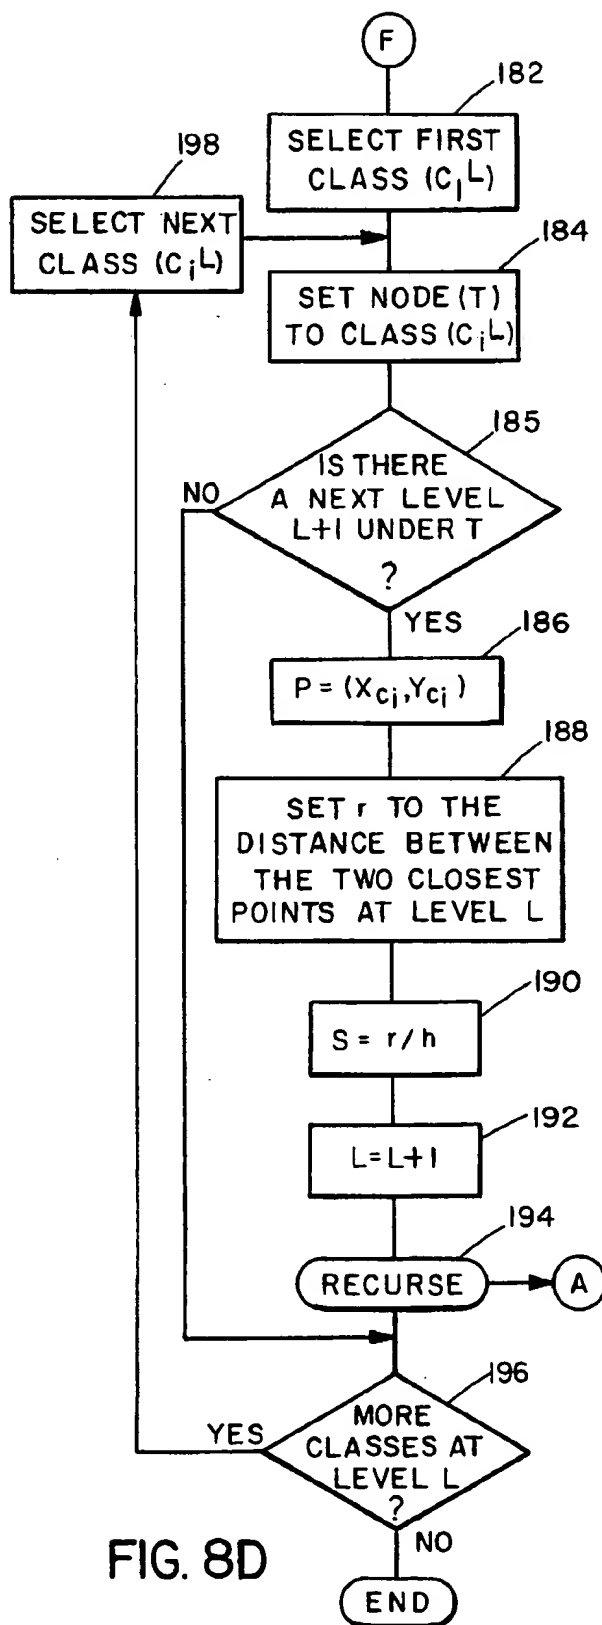 F
182
SELECT FIRST
CLASS (C₁L)
198
SELECT NEXT
CLASS (CᵢL)
184
SET NODE (T)
TO CLASS (CᵢL)
185
IS THERE
A NEXT LEVEL
L+1 UNDER T
?
NO
YES
186
P = (Xcᵢ, Ycᵢ)
188
SET r TO THE
DISTANCE BETWEEN
THE TWO CLOSEST
POINTS AT LEVEL L
190
S = r/h
192
L = L+1
194
RECURSE
A
196
MORE
CLASSES AT
LEVEL L
?
YES
NO
FIG. 8D
END